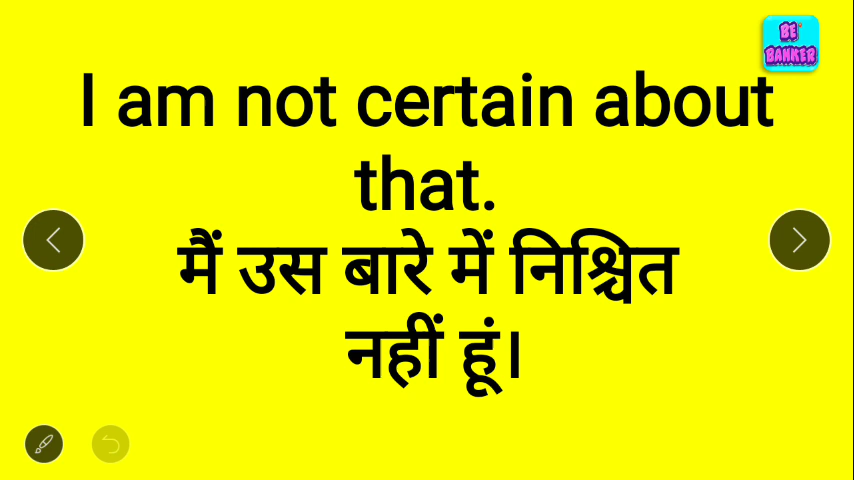 BE
BANKER
I am not certain about
that.
मैं उस बारे में निश्चित
नहीं हूं।